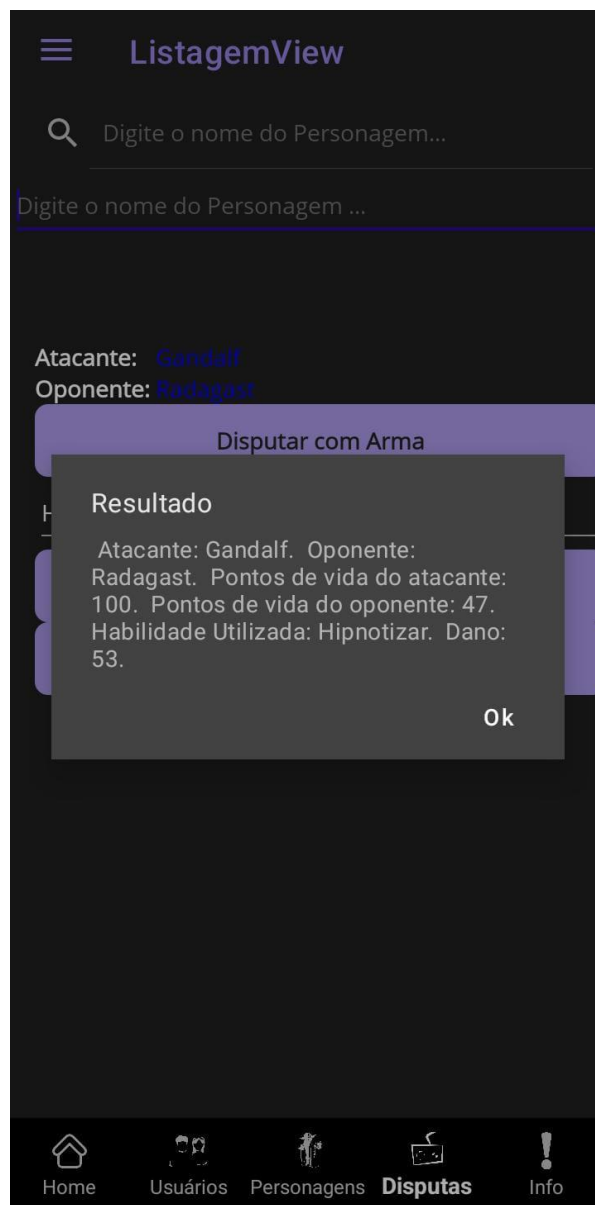 ListagemView
Digite o nome do Personagem...
Digite o nome do Personagem ...
Atacante: Gandalf
Oponente: Radagast
Disputar com Arma
Resultado
Atacante: Gandalf. Oponente:
Radagast. Pontos de vida do atacante:
100. Pontos de vida do oponente: 47.
Habilidade Utilizada: Hipnotizar. Dano:
53.
Ok
Home Usuários Personagens Disputas Info